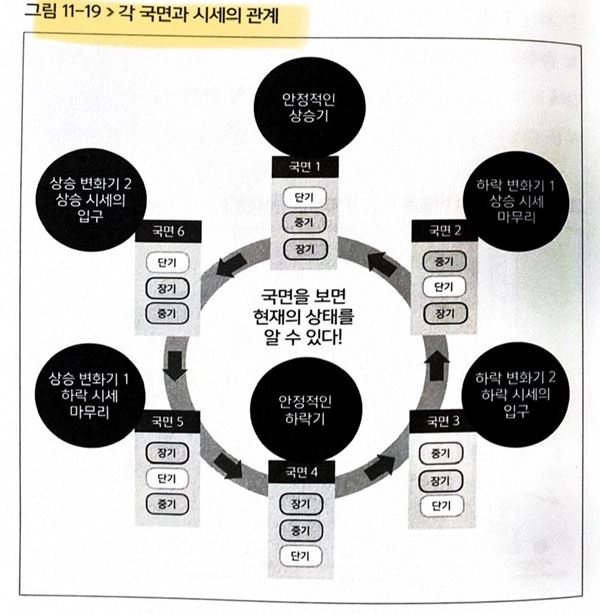 그림 11-19 > 각 국면과 시세의 관계
안정적인
상승기
국면 1
단기
중기
장기
상승 변화기 2
상승 시세의
입구
국면 6
단기
장기
중기
하락 변화기 1
상승 시세
마무리
국면 2
중기
단기
장기
국면을 보면
현재의 상태를
알 수 있다!
상승 변화기 1
하락 시세
마무리
국면 5
장기
단기
중기
안정적인
하락기
국면 4
장기
중기
단기
하락 변화기 2
하락 시세의
입구
국면 3
중기
장기
단기